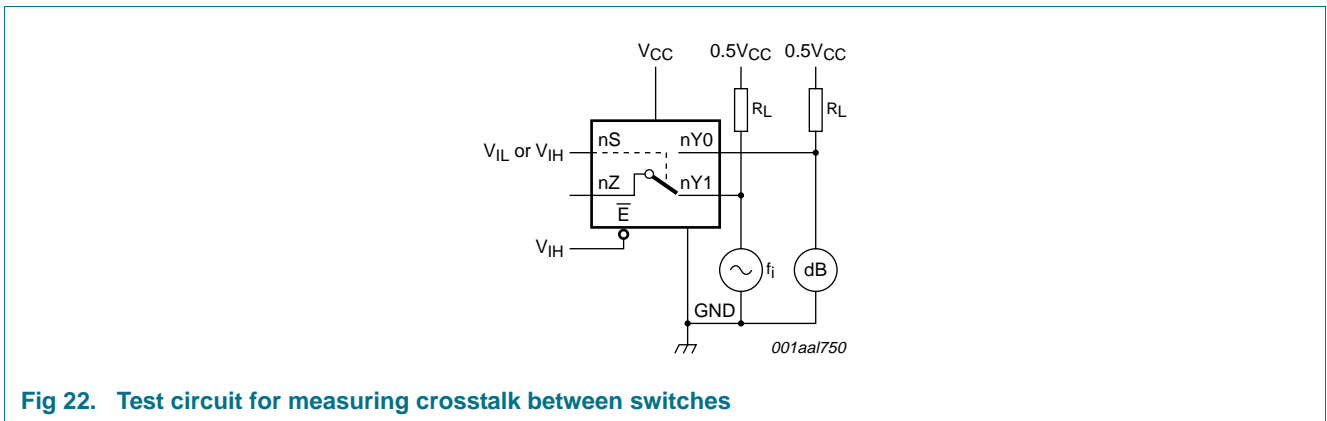 VCC 0.5VCC 0.5VCC
RL RL
nS nY0
VIL or VIH
nZ nY1
E
VIH
fi dB
GND
001aal750
Fig 22. Test circuit for measuring crosstalk between switches